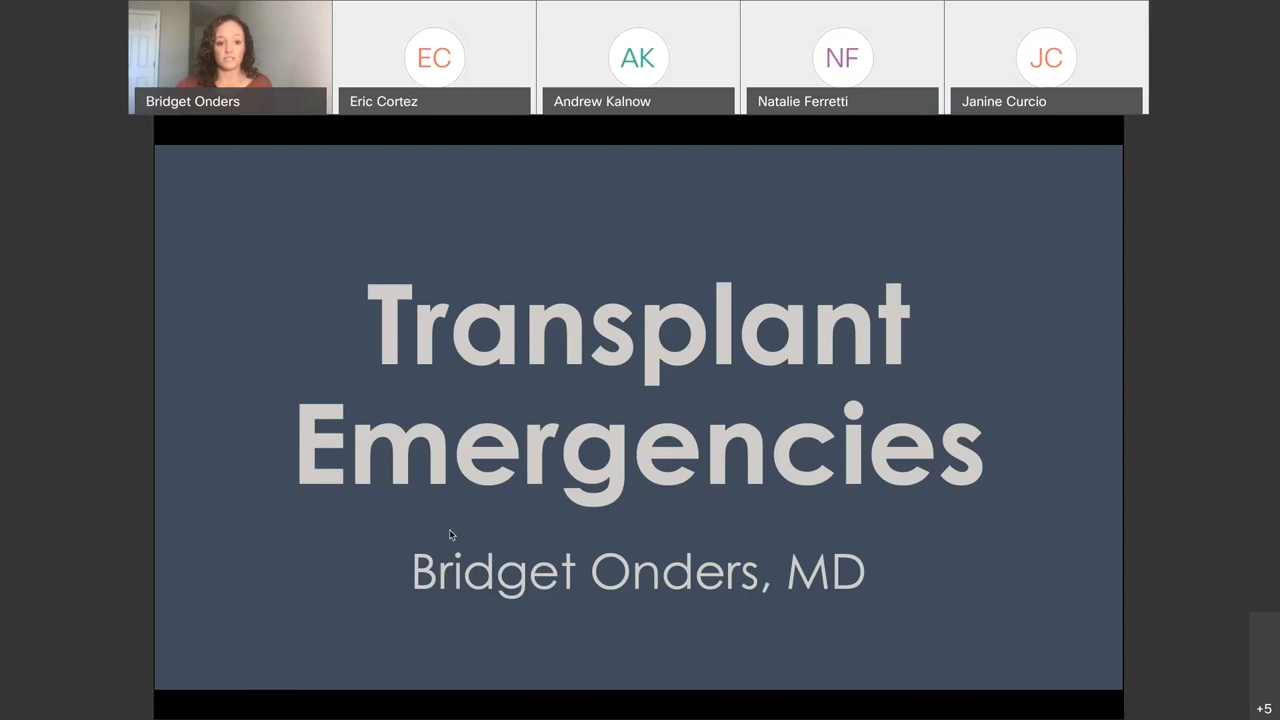 EC
AK
NF
JC
Bridget Onders
Eric Cortez
Andrew Kalnow
Natalie Ferretti
Janine Curcio
Transplant
Emergencies
Bridget Onders, MD
+5